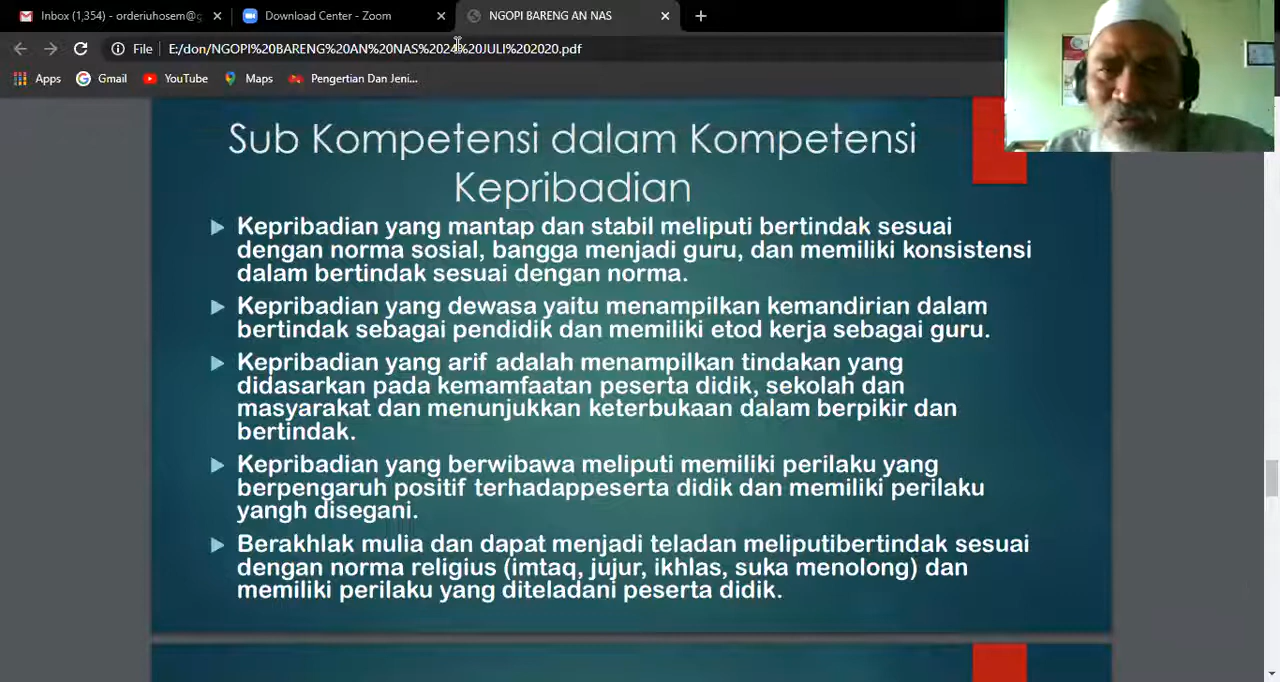 Inbox (1,354) - orderiuhosem@g
Download Center - Zoom
NGOPI BARENG AN NAS
File
E:/don/NGOPI%20BARENG%20AN%20NAS%2024%20JULI%202020.pdf
Apps
Gmail
YouTube
Maps
Pengertian Dan Jeni...
Sub Kompetensi dalam Kompetensi
Kepribadian
Kepribadian yang mantap dan stabil meliputi bertindak sesuai
dengan norma sosial, bangga menjadi guru, dan memiliki konsistensi
dalam bertindak sesuai dengan norma.
Kepribadian yang dewasa yaitu menampilkan kemandirian dalam
bertindak sebagai pendidik dan memiliki etod kerja sebagai guru.
Kepribadian yang arif adalah menampilkan tindakan yang
didasarkan pada kemamfaatan peserta didik, sekolah dan
masyarakat dan menunjukkan keterbukaan dalam berpikir dan
bertindak.
Kepribadian yang berwibawa meliputi memiliki perilaku yang
berpengaruh positif terhadappeserta didik dan memiliki perilaku
yangh disegani.
Berakhlak mulia dan dapat menjadi teladan meliputibertindak sesuai
dengan norma religius (imtaq, jujur, ikhlas, suka menolong) dan
memiliki perilaku yang diteladani peserta didik.